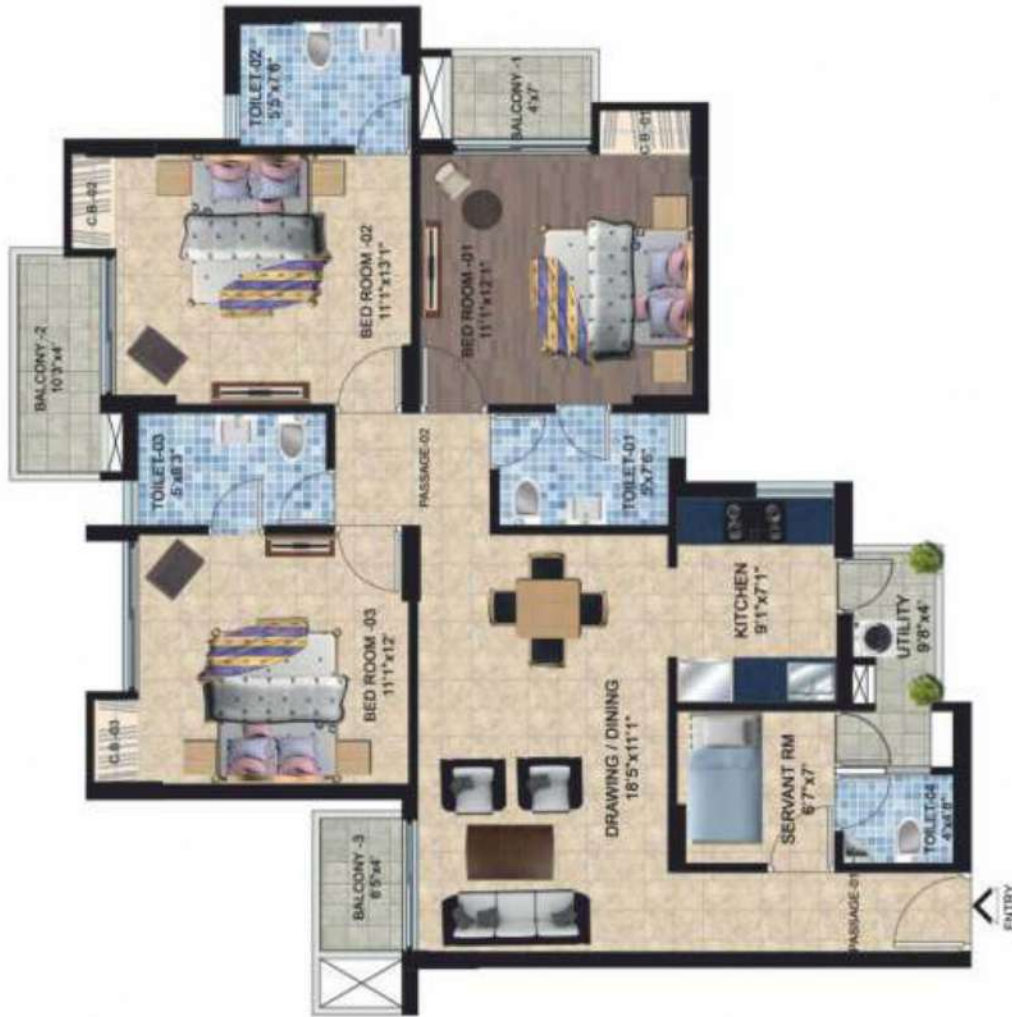 TOILET-02
5'5"x7'6"
BALCONY -1
4'x7'
C.B.-01
C.B.-02
BED ROOM -02
11'1"x13'1"
BED ROOM -01
11'1"x12'1"
BALCONY -2
10'3"x4'
TOILET-03
5'x8'3"
PASSAGE-02
TOILET-01
5'x7'6"
BED ROOM -03
11'1"x12'
C.B.-03
KITCHEN
9'1"x7'1"
UTILITY
9'8"x4'
DRAWING / DINING
18'5"x11'1"
SERVANT RM
6'7"x7'
TOILET-04
4'x4'8"
BALCONY -3
6'5"x4'
PASSAGE-01
ENTRY